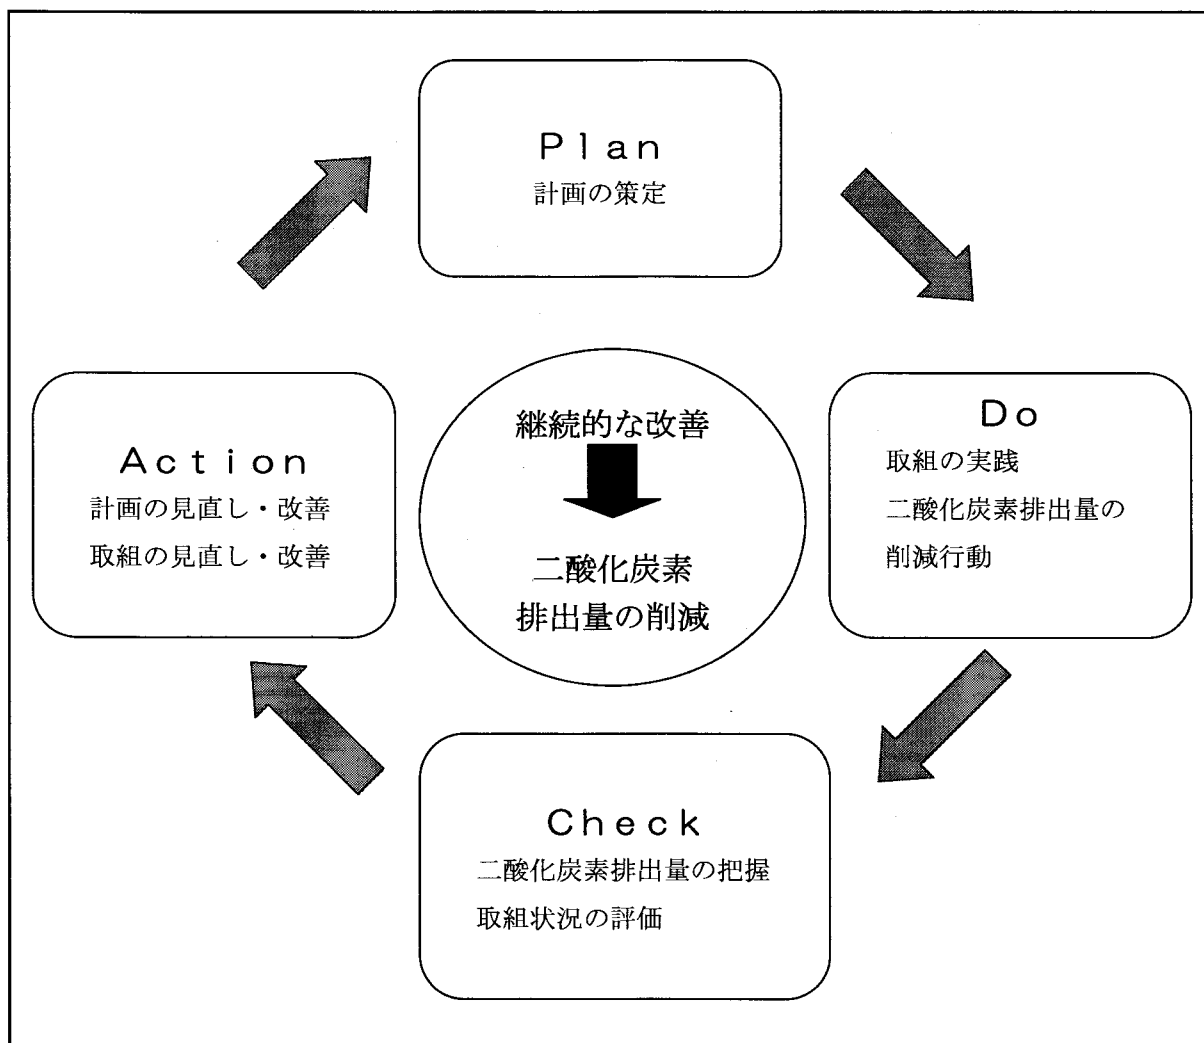 Plan
計画の策定
Do
取組の実践
二酸化炭素排出量の
削減行動
Check
二酸化炭素排出量の把握
取組状況の評価
Action
計画の見直し・改善
取組の見直し・改善
継続的な改善
二酸化炭素
排出量の削減